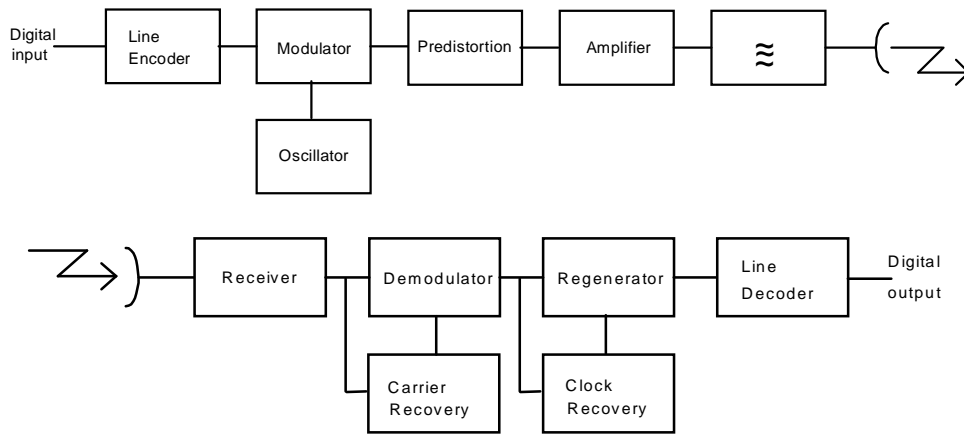 Digital
input
Line
Encoder
Modulator
Predistortion
Amplifier
≈
Oscillator
Receiver
Demodulator
Regenerator
Line
Decoder
Digital
output
Carrier
Recovery
Clock
Recovery